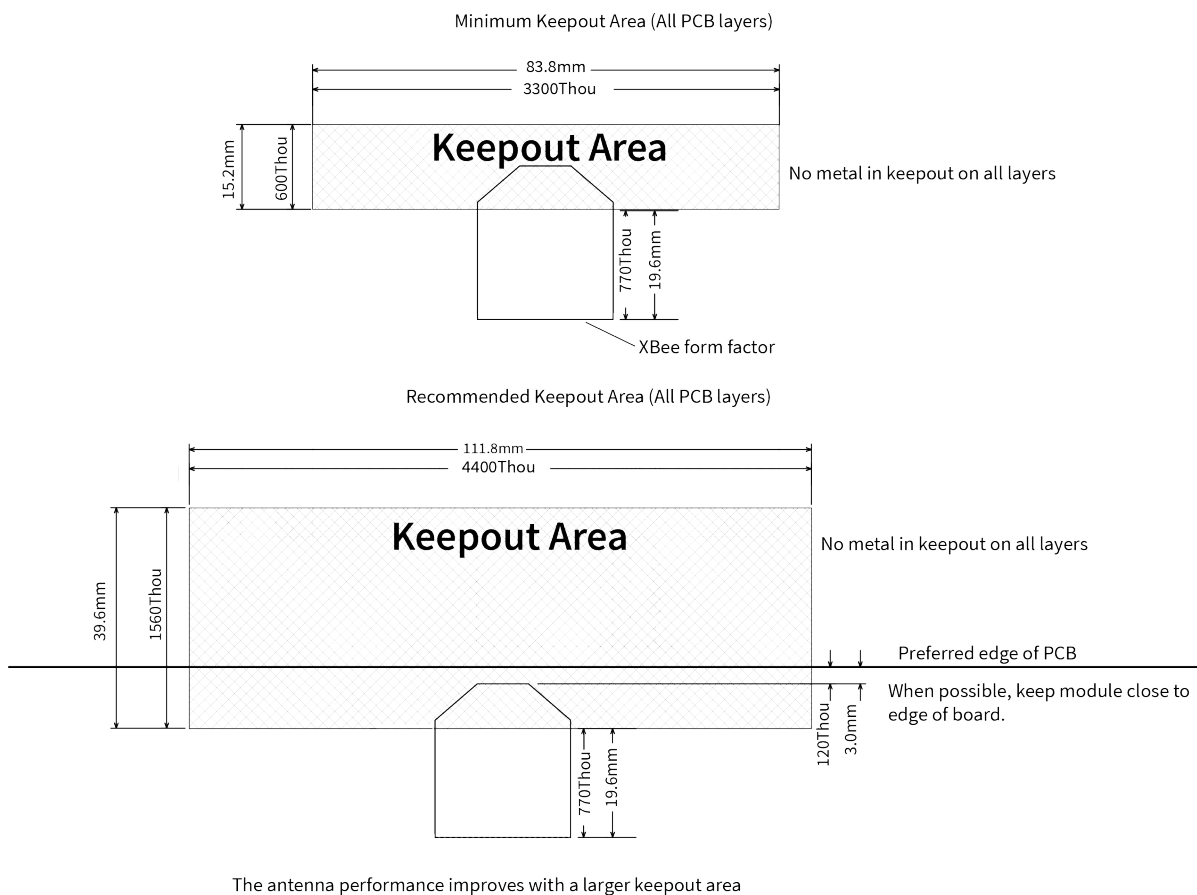 Minimum Keepout Area (All PCB layers)
83.8mm
3300Thou
Keepout Area
15.2mm
600Thou
No metal in keepout on all layers
770Thou
19.6mm
XBee form factor
Recommended Keepout Area (All PCB layers)
111.8mm
4400Thou
Keepout Area
No metal in keepout on all layers
39.6mm
1560Thou
Preferred edge of PCB
When possible, keep module close to
edge of board.
120Thou
3.0mm
770Thou
19.6mm
The antenna performance improves with a larger keepout area